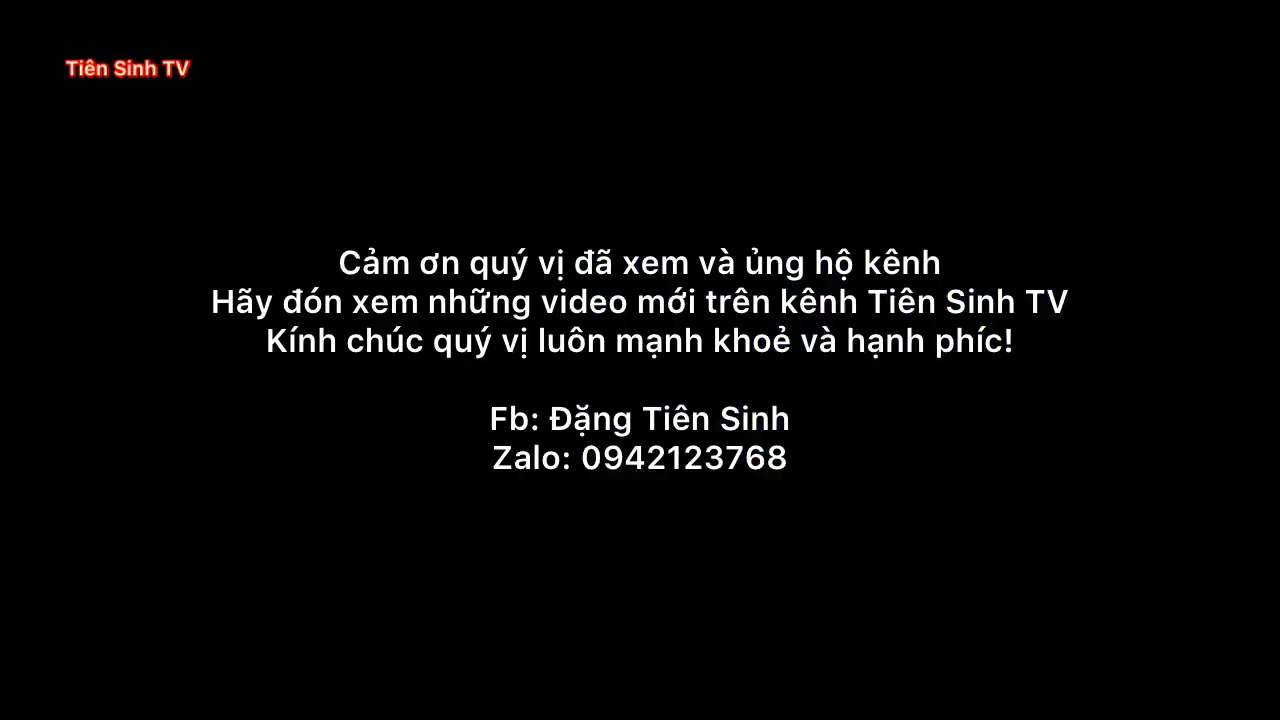 Tiên Sinh TV
Cảm ơn quý vị đã xem và ủng hộ kênh
Hãy đón xem những video mới trên kênh Tiên Sinh TV
Kính chúc quý vị luôn mạnh khoẻ và hạnh phíc!
Fb: Đặng Tiên Sinh
Zalo: 0942123768